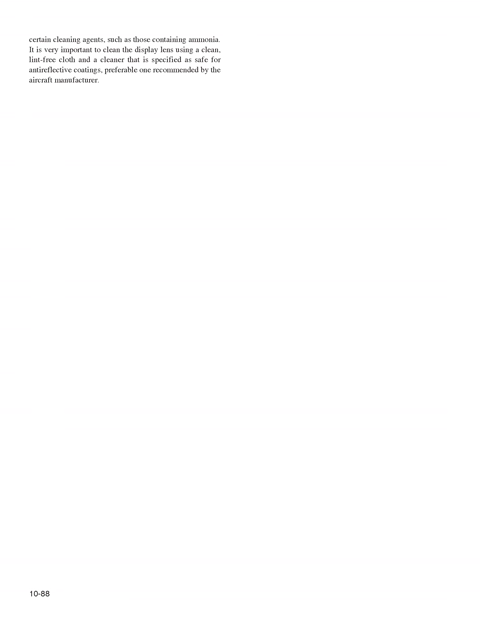 certain cleaning agents, such as those containing ammonia.
It is very important to clean the display lens using a clean,
lint-free cloth and a cleaner that is specified as safe for
antireflective coatings, preferable one recommended by the
aircraft manufacturer.
10-88